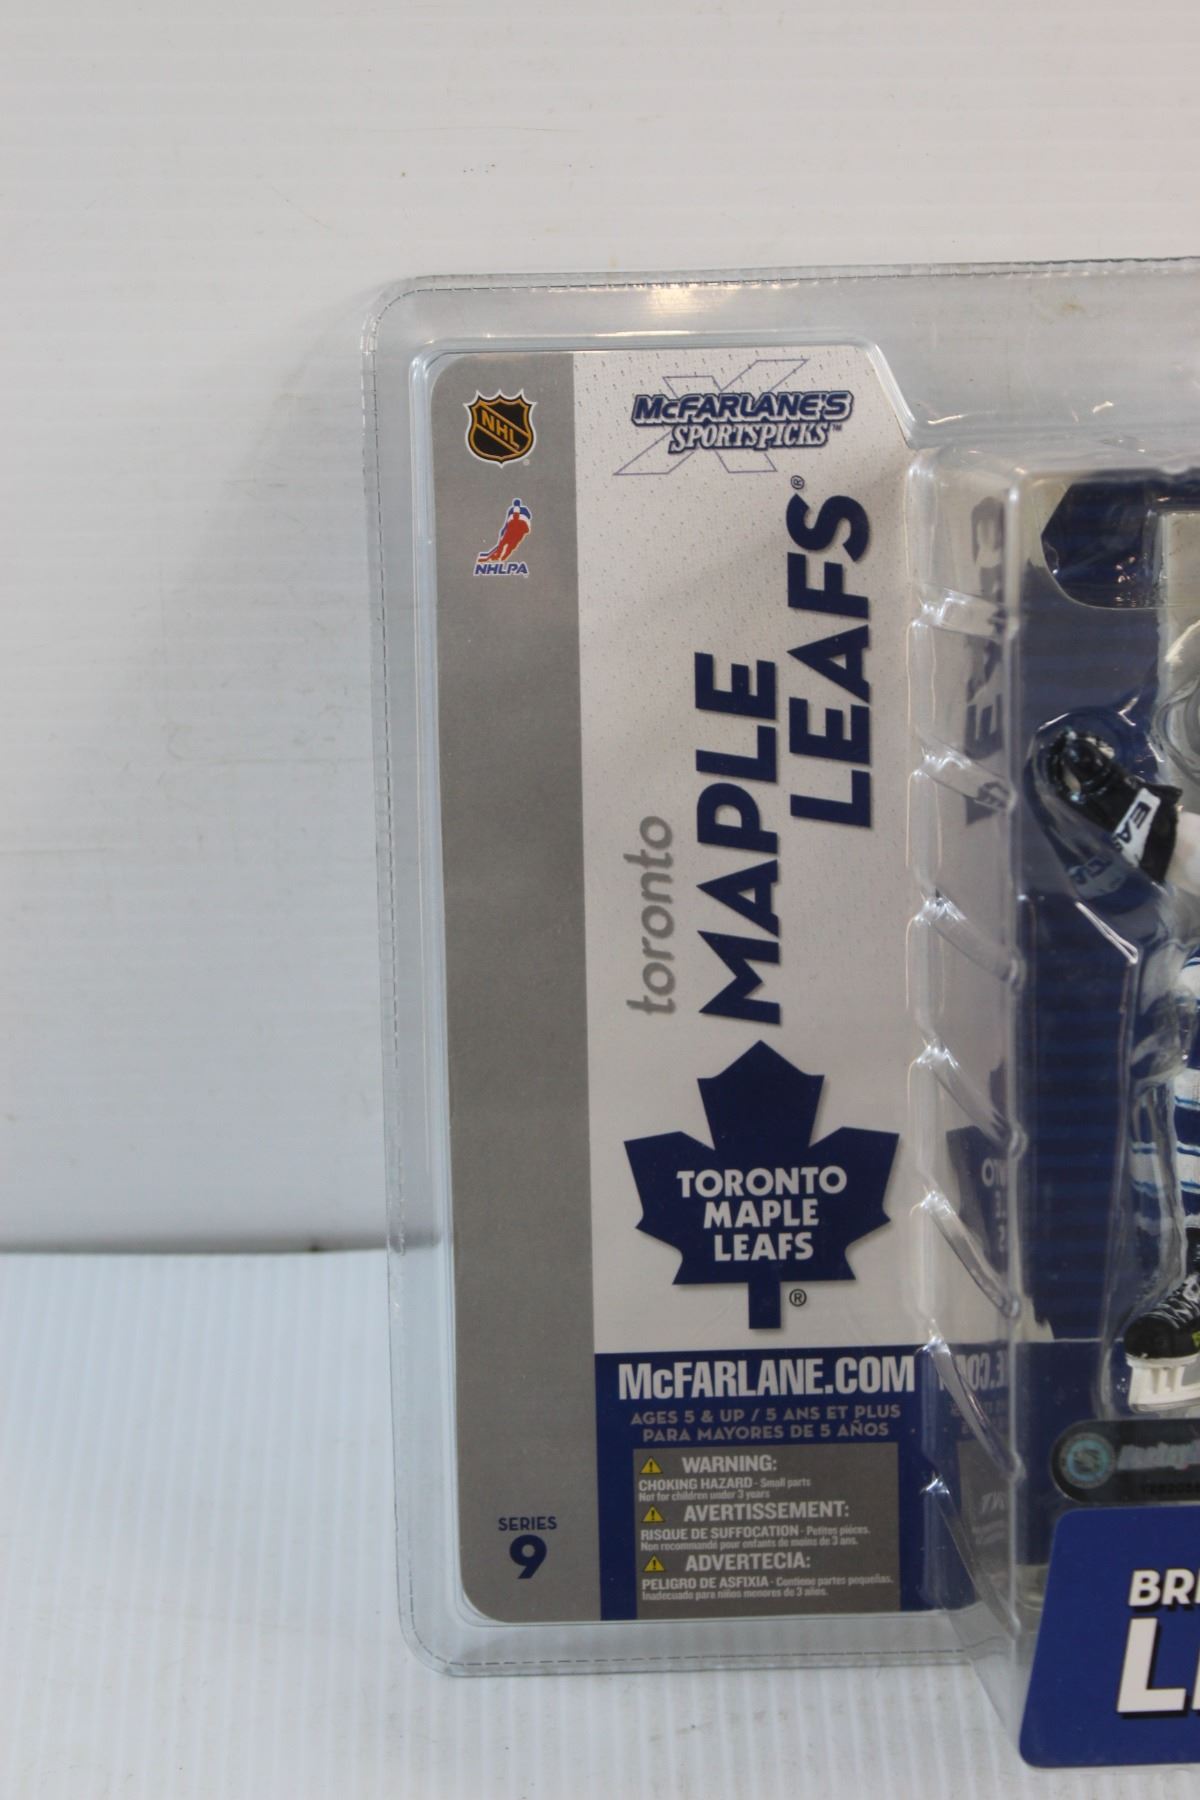 NHL
NHLPA
McFARLANE'S
SPORTSPICKS™
toronto
MAPLE
LEAFS®
TORONTO
MAPLE
LEAFS
®
McFARLANE.COM
AGES 5 & UP / 5 ANS ET PLUS
PARA MAYORES DE 5 AÑOS
WARNING:
CHOKING HAZARD - Small parts
Not for children under 3 years
AVERTISSEMENT:
RISQUE DE SUFFOCATION - Petites pièces.
Non recommandé pour enfants de moins de 3 ans.
ADVERTECIA:
PELIGRO DE ASFIXIA - Contiene partes pequeñas.
Inadecuado para niños menores de 3 años.
SERIES
9